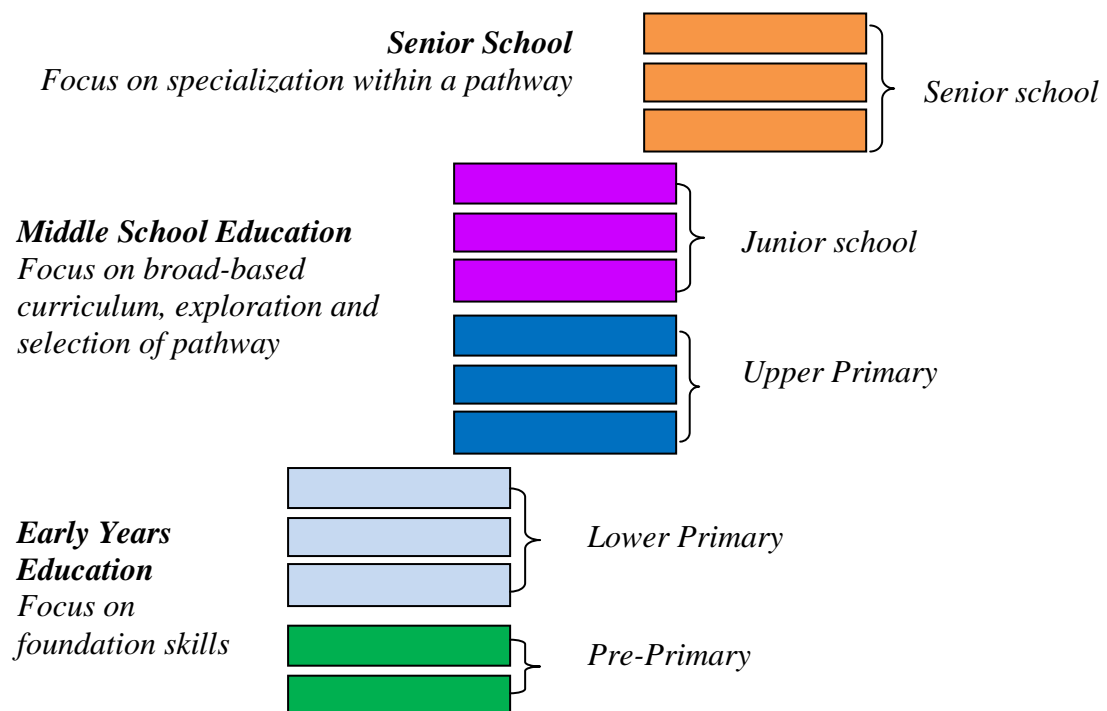 Senior School
Focus on specialization within a pathway
Senior school
Middle School Education
Focus on broad-based
curriculum, exploration and
selection of pathway
Junior school
Upper Primary
Early Years
Education
Focus on
foundation skills
Lower Primary
Pre-Primary